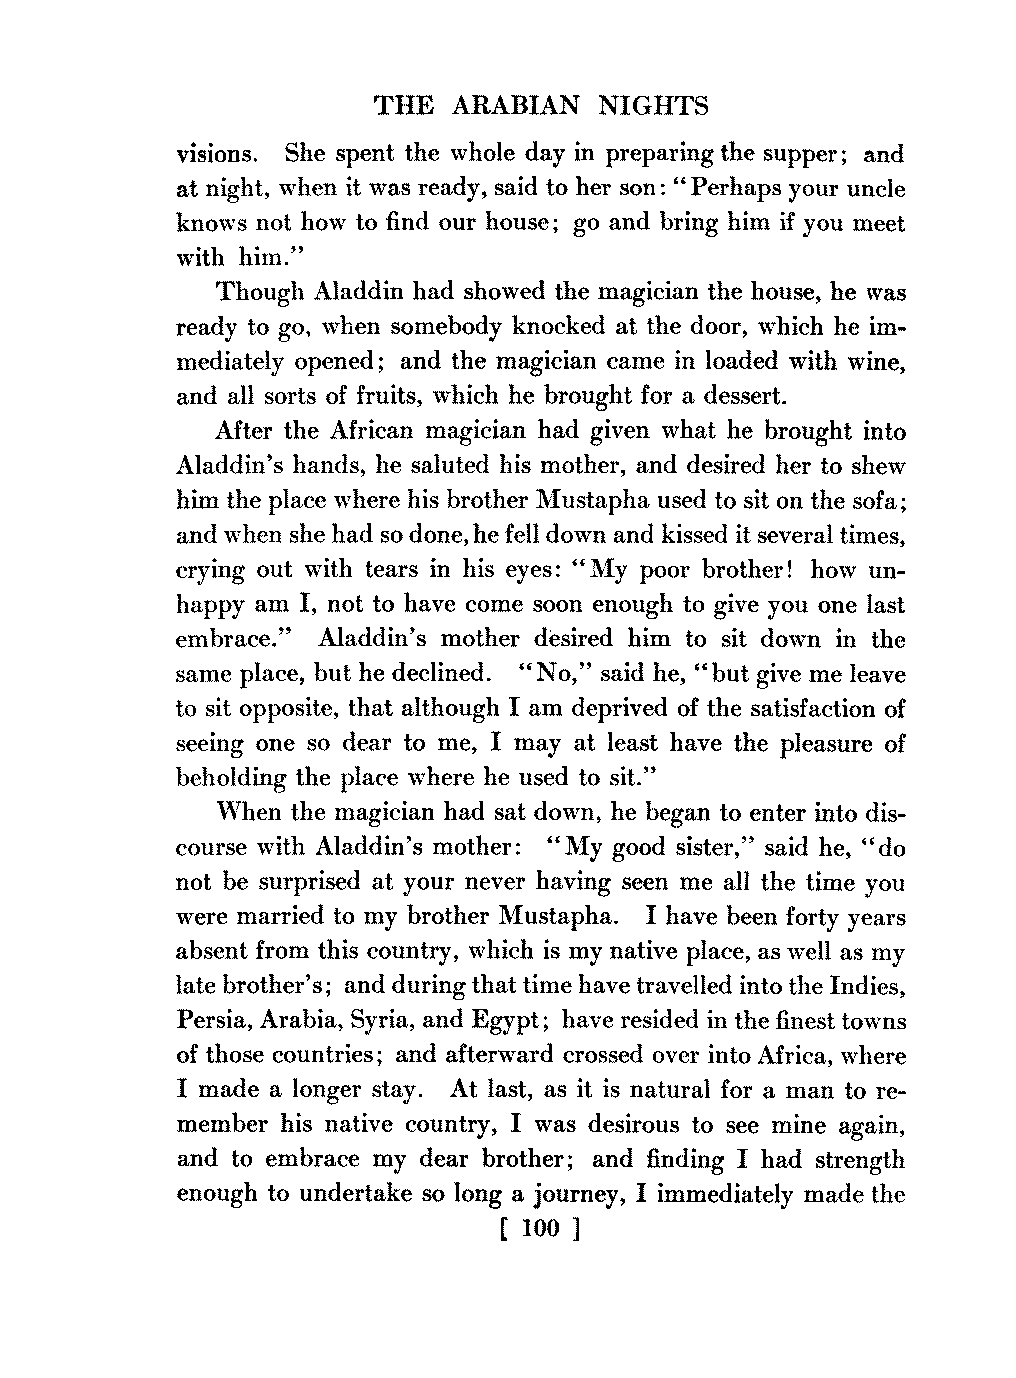 THE ARABIAN NIGHTS
visions. She spent the whole day in preparing the supper; and
at night, when it was ready, said to her son: “Perhaps your uncle
knows not how to find our house; go and bring him if you meet
with him.”
Though Aladdin had showed the magician the house, he was
ready to go, when somebody knocked at the door, which he im-
mediately opened; and the magician came in loaded with wine,
and all sorts of fruits, which he brought for a dessert.
After the African magician had given what he brought into
Aladdin’s hands, he saluted his mother, and desired her to shew
him the place where his brother Mustapha used to sit on the sofa;
and when she had so done, he fell down and kissed it several times,
crying out with tears in his eyes: “My poor brother! how un-
happy am I, not to have come soon enough to give you one last
embrace.” Aladdin’s mother desired him to sit down in the
same place, but he declined. “No,” said he, “but give me leave
to sit opposite, that although I am deprived of the satisfaction of
seeing one so dear to me, I may at least have the pleasure of
beholding the place where he used to sit.”
When the magician had sat down, he began to enter into dis-
course with Aladdin’s mother: “My good sister,” said he, “do
not be surprised at your never having seen me all the time you
were married to my brother Mustapha. I have been forty years
absent from this country, which is my native place, as well as my
late brother’s; and during that time have travelled into the Indies,
Persia, Arabia, Syria, and Egypt; have resided in the finest towns
of those countries; and afterward crossed over into Africa, where
I made a longer stay. At last, as it is natural for a man to re-
member his native country, I was desirous to see mine again,
and to embrace my dear brother; and finding I had strength
enough to undertake so long a journey, I immediately made the
[ 100 ]